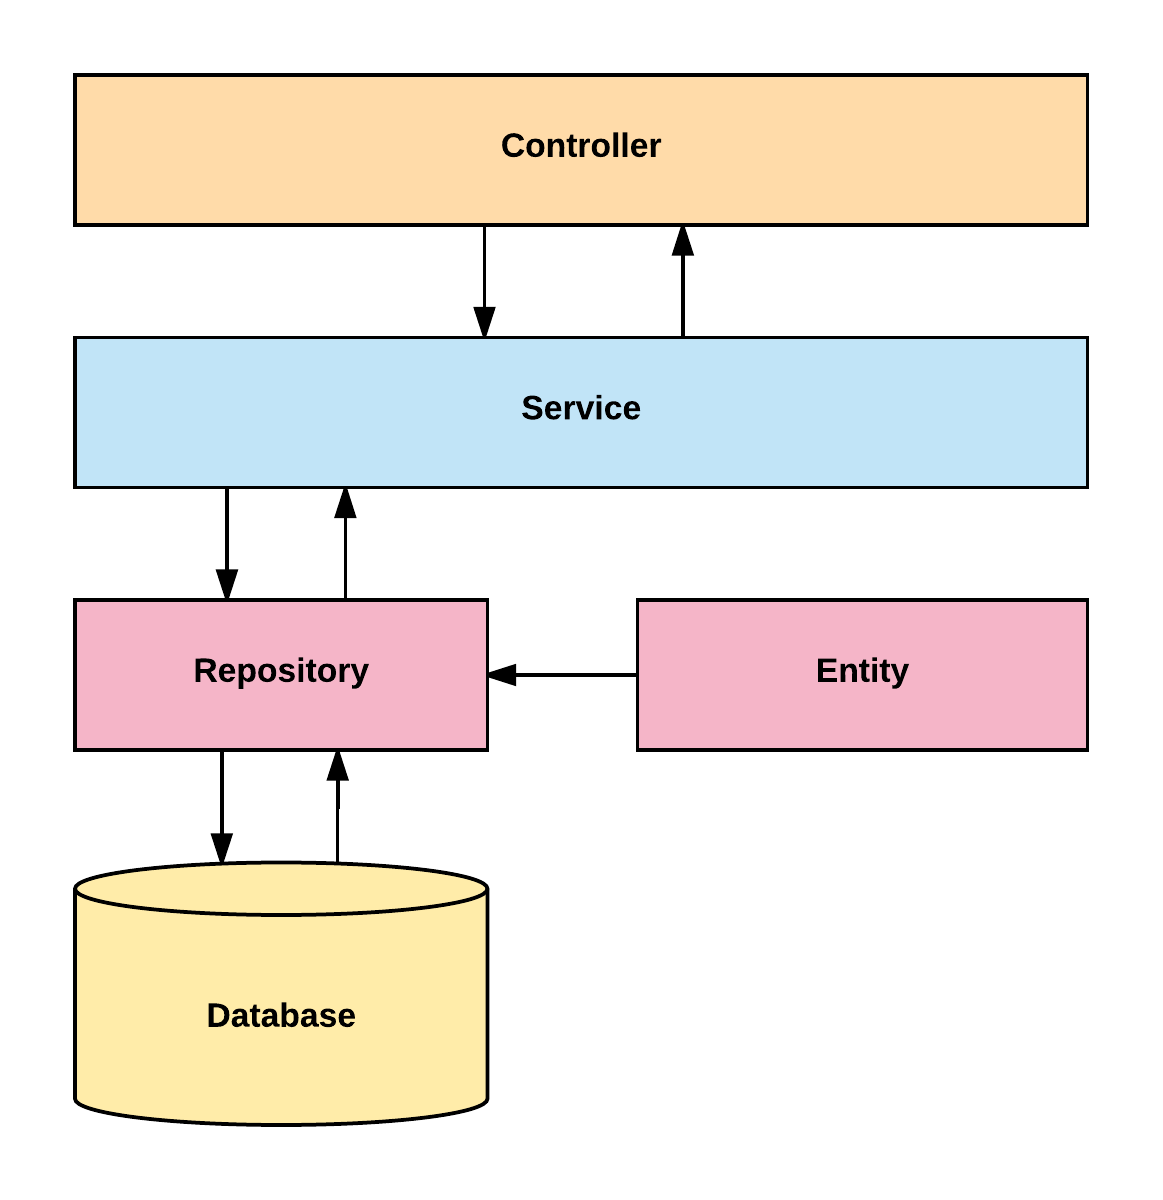 Controller
Service
Repository
Entity
Database